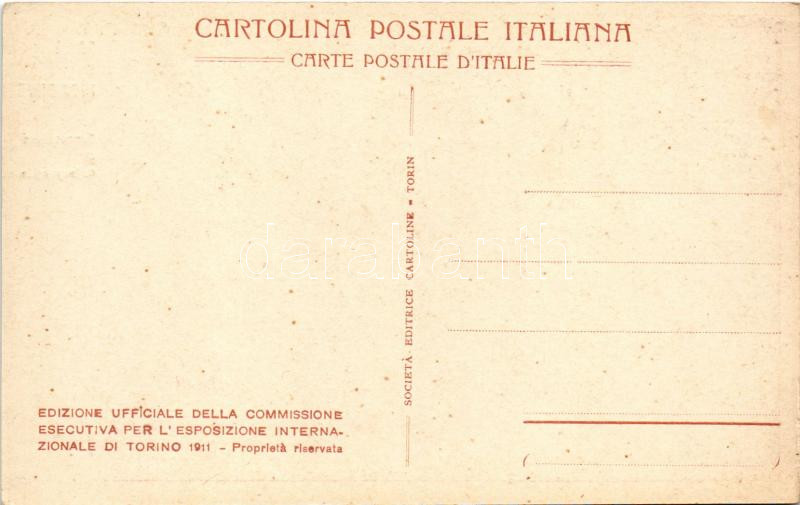 CARTOLINA POSTALE ITALIANA
CARTE POSTALE D'ITALIE
SOCIETÀ EDITRICE CARTOLINE = TORIN
darabanth
EDIZIONE UFFICIALE DELLA COMMISSIONE
ESECUTIVA PER L'ESPOSIZIONE INTERNA-
ZIONALE DI TORINO 1911 - Proprietà riservata